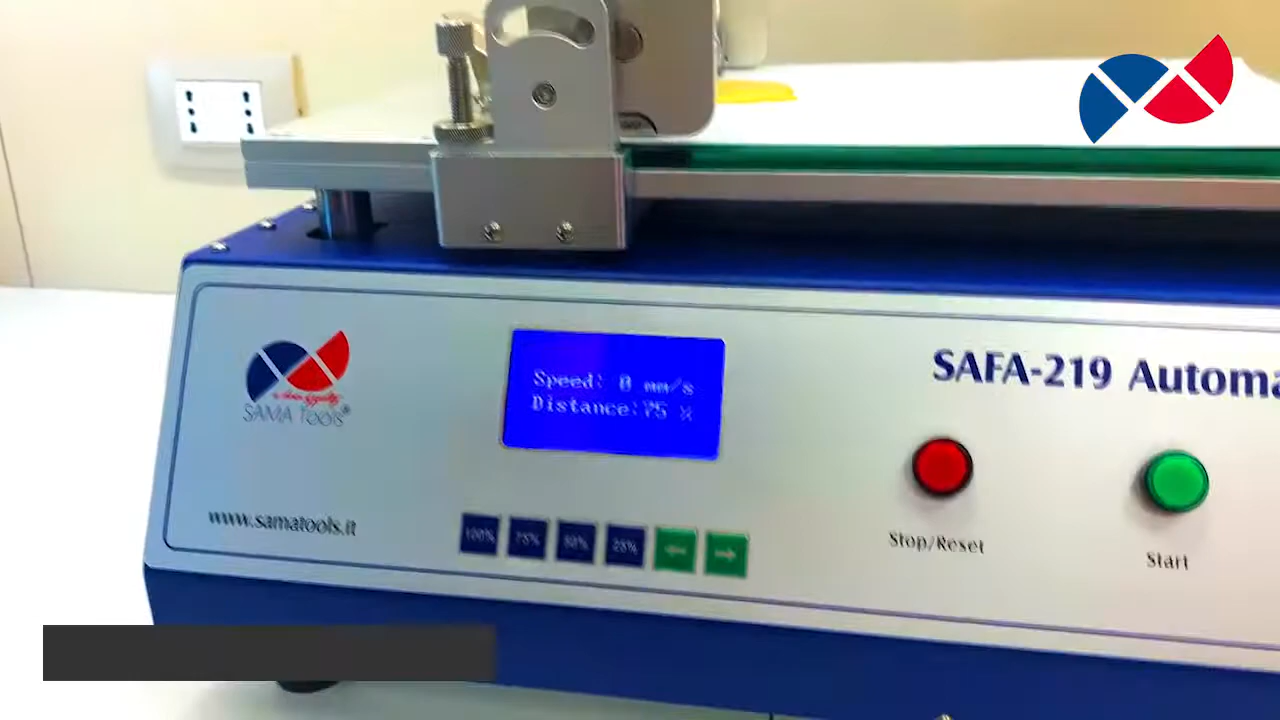 SAFA-219 Automa
Speed: 0 mm/s
Distance:75 %
SAMA Tools®
www.samatools.it
100% 75% 50% 25% ← →
Stop/Reset
Start